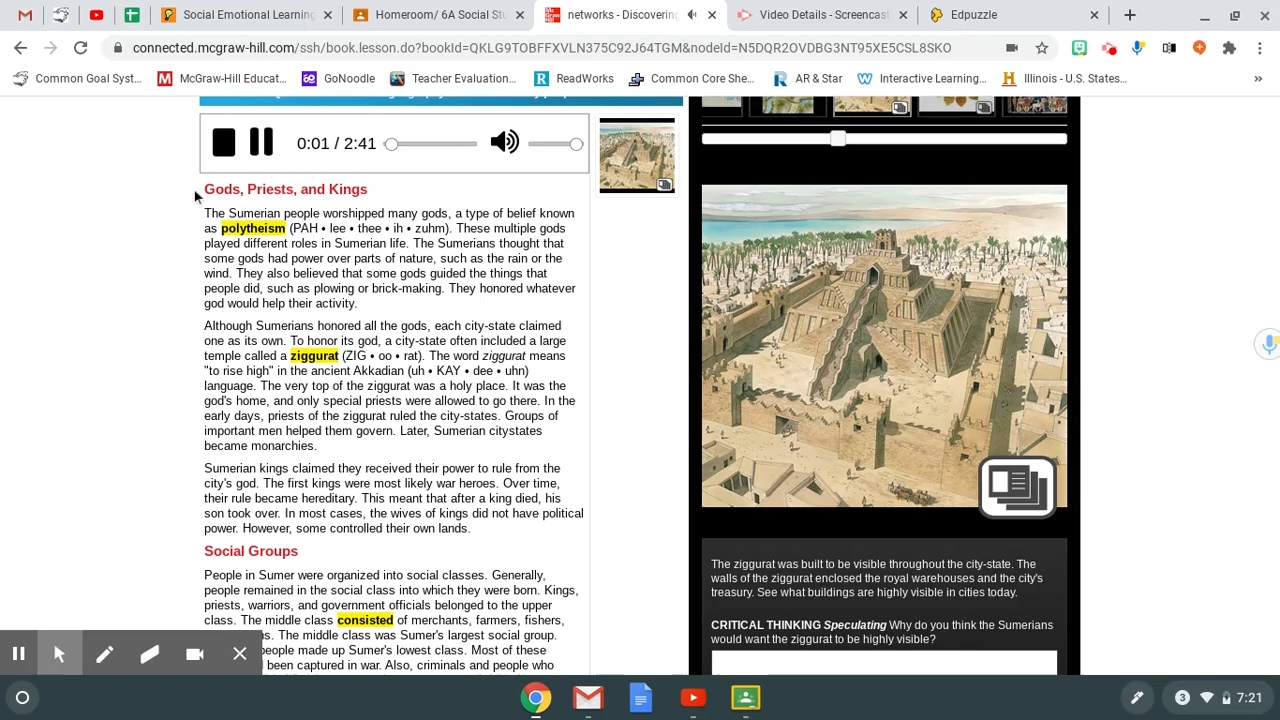 Social Emotional Learning
Homeroom/ 6A Social Stu
networks - Discovering
Video Details - Screencast
Edpuzzle
connected.mcgraw-hill.com/ssh/book.lesson.do?bookId=QKLG9TOBFFXVLN375C92J64TGM&nodeId=N5DQR2OVDBG3NT95XE5CSL8SKO
Common Goal Syst...
McGraw-Hill Educat...
GoNoodle
Teacher Evaluation...
ReadWorks
Common Core She...
AR & Star
Interactive Learning...
Illinois - U.S. States...
0:01 / 2:41
Gods, Priests, and Kings
The Sumerian people worshipped many gods, a type of belief known
as polytheism (PAH • lee • thee • ih • zuhm). These multiple gods
played different roles in Sumerian life. The Sumerians thought that
some gods had power over parts of nature, such as the rain or the
wind. They also believed that some gods guided the things that
people did, such as plowing or brick-making. They honored whatever
god would help their activity.
Although Sumerians honored all the gods, each city-state claimed
one as its own. To honor its god, a city-state often included a large
temple called a ziggurat (ZIG • oo • rat). The word ziggurat means
"to rise high" in the ancient Akkadian (uh • KAY • dee • uhn)
language. The very top of the ziggurat was a holy place. It was the
god's home, and only special priests were allowed to go there. In the
early days, priests of the ziggurat ruled the city-states. Groups of
important men helped them govern. Later, Sumerian citystates
became monarchies.
Sumerian kings claimed they received their power to rule from the
city's god. The first kings were most likely war heroes. Over time,
their rule became hereditary. This meant that after a king died, his
son took over. In most cases, the wives of kings did not have political
power. However, some controlled their own lands.
Social Groups
People in Sumer were organized into social classes. Generally,
people remained in the social class into which they were born. Kings,
priests, warriors, and government officials belonged to the upper
class. The middle class consisted of merchants, farmers, fishers,
The middle class was Sumer's largest social group.
people made up Sumer's lowest class. Most of these
been captured in war. Also, criminals and people who
The ziggurat was built to be visible throughout the city-state. The
walls of the ziggurat enclosed the royal warehouses and the city's
treasury. See what buildings are highly visible in cities today.
CRITICAL THINKING Speculating Why do you think the Sumerians
would want the ziggurat to be highly visible?
3
7:21